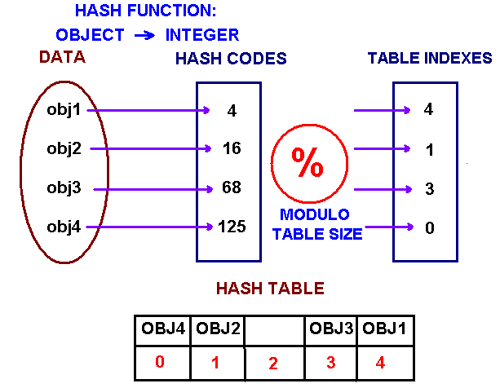 HASH FUNCTION:
OBJECT → INTEGER
DATA HASH CODES TABLE INDEXES
obj1 4 4
obj2 16 1
obj3 68 3
obj4 125 0
%
MODULO
TABLE SIZE
HASH TABLE
OBJ4 OBJ2 OBJ3 OBJ1
0 1 2 3 4